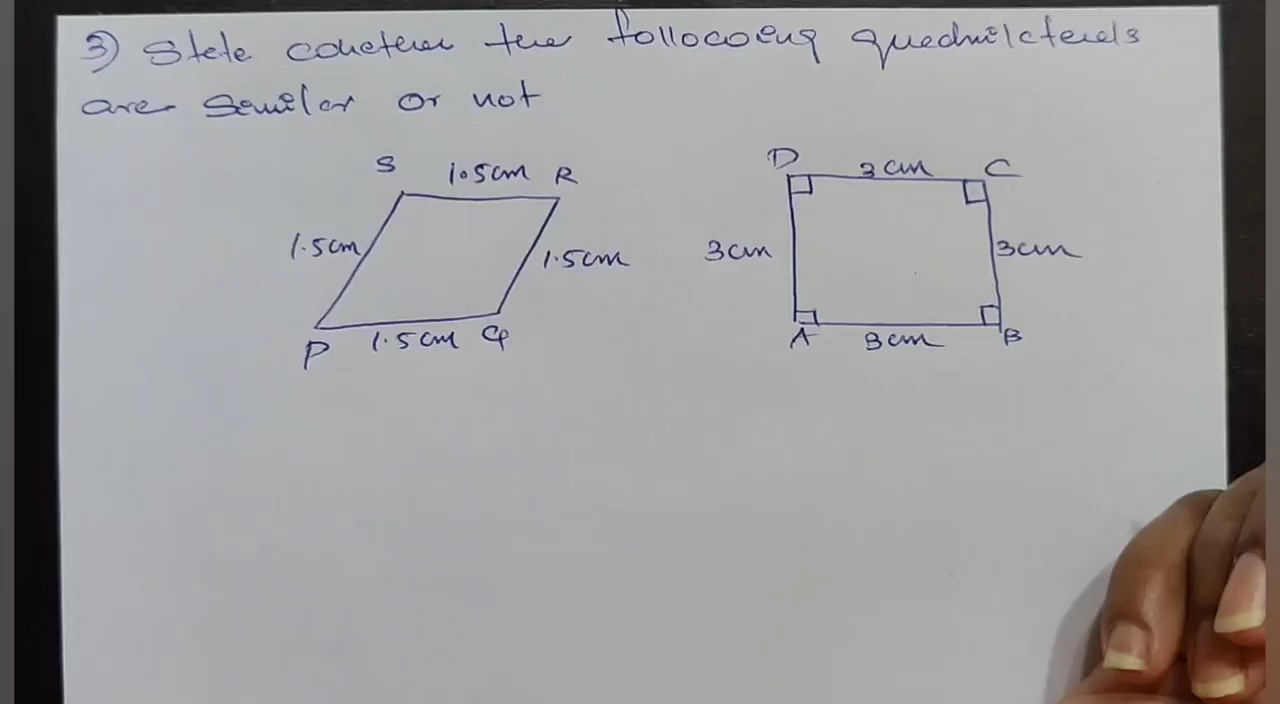 3) State whether the following quadrilaterals
are similar or not
S 1.5cm R
D 3cm C
1.5cm 1.5cm
3cm 3cm
P 1.5cm Q
A 3cm B